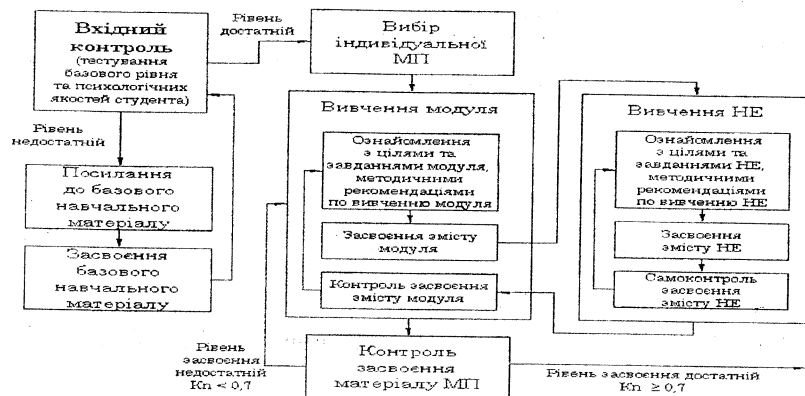 Вхідний
контроль
(тестування
базового рівня
та психологічних
якостей студента)
Рівень
достатній
Вибір
індивідуальної
МП
Рівень
недостатній
Посилання
до базового
навчального
матеріалу
Засвоєння
базового
навчального
матеріалу
Вивчення модуля
Ознайомлення
з цілями та
завданнями модуля,
методичними
рекомендаціями
по вивченню модуля
Засвоєння змісту
модуля
Контроль засвоєння
змісту модуля
Вивчення НЕ
Ознайомлення
з цілями та
завданнями НЕ,
методичними
рекомендаціями
по вивченню НЕ
Засвоєння
змісту НЕ
Самоконтроль
засвоєння
змісту НЕ
Рівень
засвоєння
недостатній
Кn < 0,7
Контроль
засвоєння
матеріалу МП
Рівень засвоєння достатній
Кn ≥ 0,7